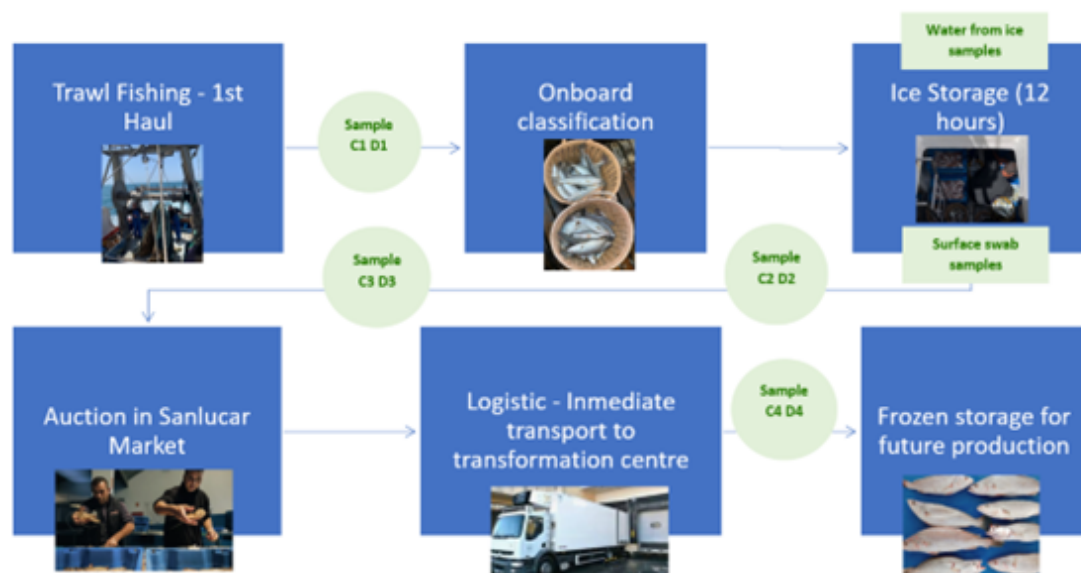 Water from ice
samples
Trawl Fishing - 1st
Haul
Sample
C1 D1
Onboard
classification
Ice Storage (12
hours)
Surface swab
samples
Sample
C3 D3
Sample
C2 D2
Auction in Sanlucar
Market
Logistic - Inmediate
transport to
transformation centre
Sample
C4 D4
Frozen storage for
future production